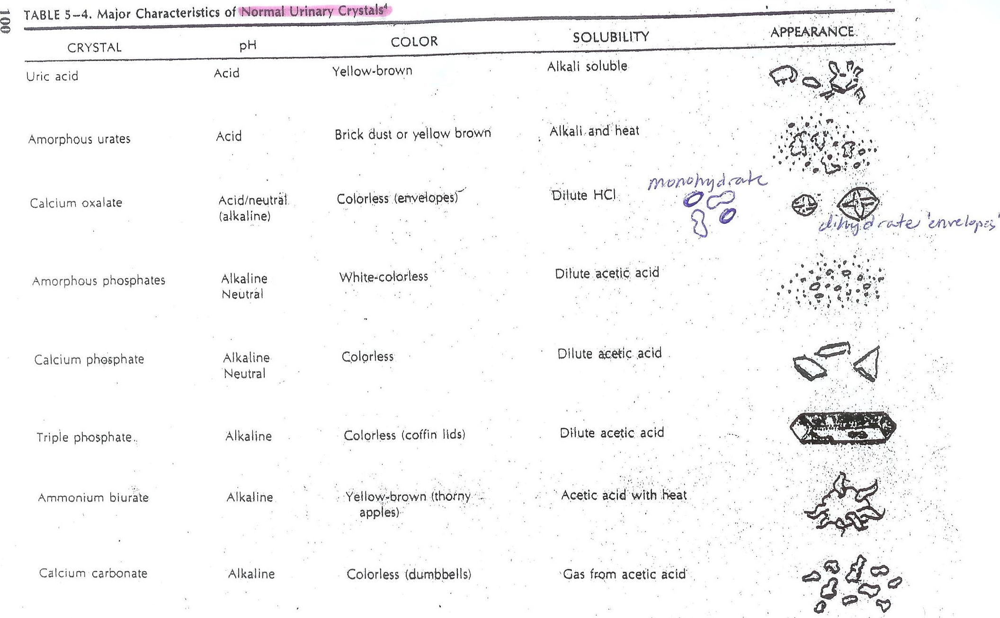 100
TABLE 5-4. Major Characteristics of Normal Urinary Crystals⁴
CRYSTAL pH COLOR SOLUBILITY APPEARANCE
Uric acid Acid Yellow-brown Alkali soluble
Amorphous urates Acid Brick dust or yellow brown Alkali and heat
monohydrate
Calcium oxalate Acid/neutral Colorless (envelopes) Dilute HCl
(alkaline)
dihydrate 'envelopes'
Amorphous phosphates Alkaline White-colorless Dilute acetic acid
Neutral
Calcium phosphate Alkaline Colorless Dilute acetic acid
Neutral
Triple phosphate Alkaline Colorless (coffin lids) Dilute acetic acid
Ammonium biurate Alkaline Yellow-brown (thorny Acetic acid with heat
apples)
Calcium carbonate Alkaline Colorless (dumbbells) Gas from acetic acid